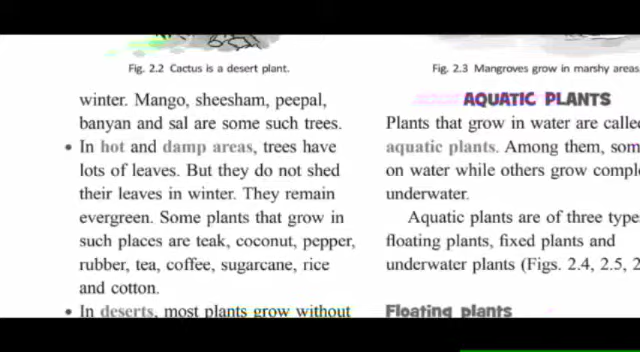 Fig. 2.2 Cactus is a desert plant.
winter. Mango, sheesham, peepal,
banyan and sal are some such trees.
• In hot and damp areas, trees have
lots of leaves. But they do not shed
their leaves in winter. They remain
evergreen. Some plants that grow in
such places are teak, coconut, pepper,
rubber, tea, coffee, sugarcane, rice
and cotton.
• In deserts, most plants grow without
Fig. 2.3 Mangroves grow in marshy areas
AQUATIC PLANTS
Plants that grow in water are calle
aquatic plants. Among them, som
on water while others grow compl
underwater.
Aquatic plants are of three type
floating plants, fixed plants and
underwater plants (Figs. 2.4, 2.5, 2
Floating plants